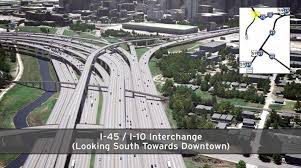 I-45 / I-10 Interchange
(Looking South Towards Downtown)